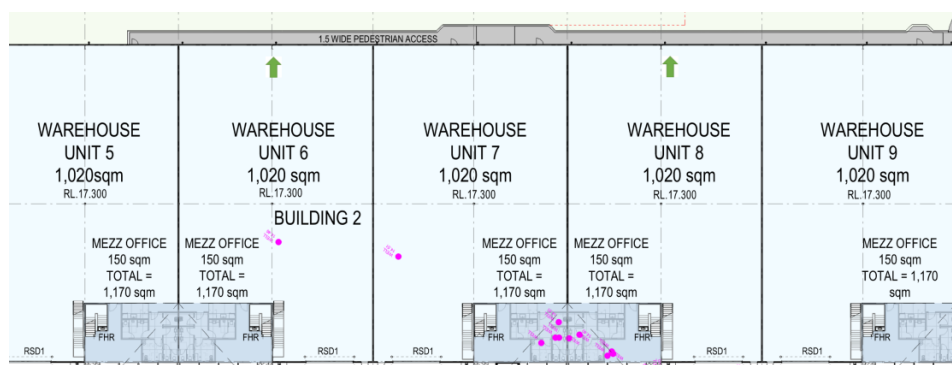 1.5 WIDE PEDESTRIAN ACCESS
WAREHOUSE
UNIT 5
1,020sqm
RL.17.300
WAREHOUSE
UNIT 6
1,020 sqm
RL.17.300
WAREHOUSE
UNIT 7
1,020 sqm
RL.17.300
WAREHOUSE
UNIT 8
1,020 sqm
RL.17.300
WAREHOUSE
UNIT 9
1,020 sqm
RL.17.300
BUILDING 2
MEZZ OFFICE
150 sqm
TOTAL =
1,170 sqm
MEZZ OFFICE
150 sqm
TOTAL =
1,170 sqm
MEZZ OFFICE
150 sqm
TOTAL =
1,170 sqm
MEZZ OFFICE
150 sqm
TOTAL =
1,170 sqm
MEZZ OFFICE
150 sqm
TOTAL = 1,170
sqm
FHR
FHR
FHR
FHR
FHR
RSD1
RSD1
RSD1
RSD1
RSD1